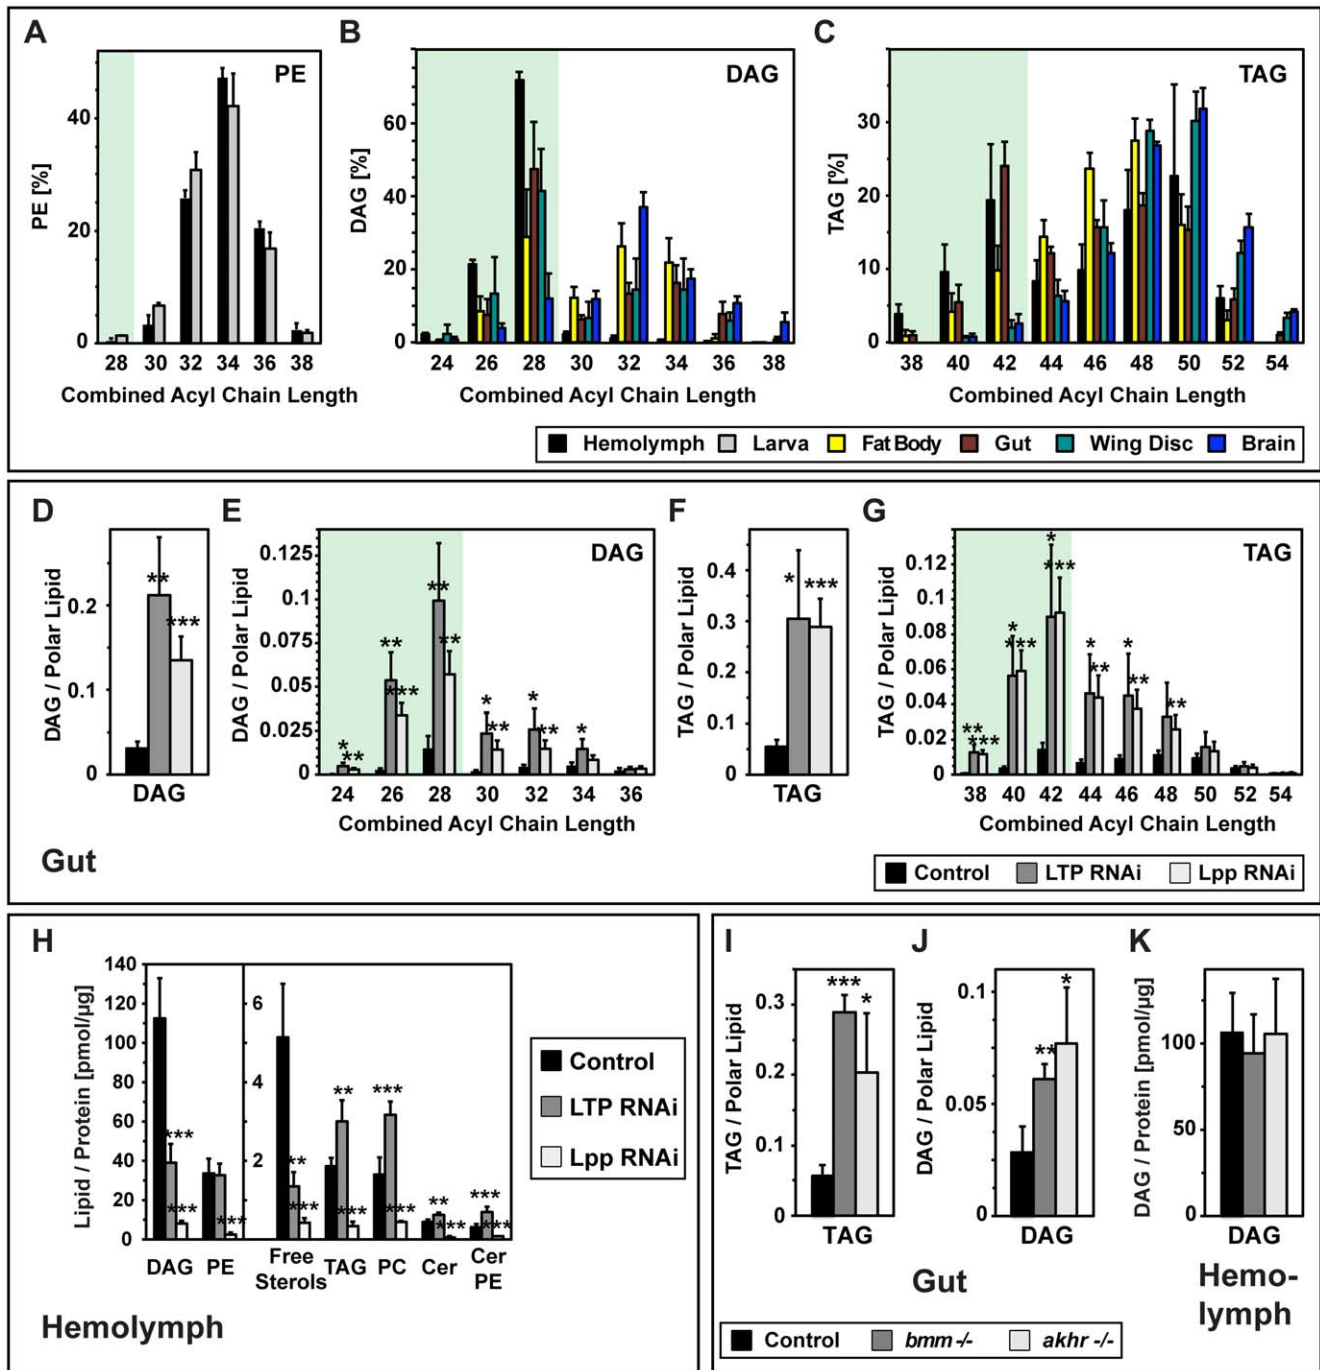 A
B
C
PE
DAG
TAG
PE [%]
40
20
0
28 30 32 34 36 38
Combined Acyl Chain Length
DAG [%]
60
40
20
0
24 26 28 30 32 34 36 38
Combined Acyl Chain Length
TAG [%]
30
20
10
0
38 40 42 44 46 48 50 52 54
Combined Acyl Chain Length
Hemolymph Larva Fat Body Gut Wing Disc Brain
D
E
F
G
DAG / Polar Lipid
0.2
0.1
0
** ***
DAG
DAG / Polar Lipid
DAG
0.125
0.1
0.075
0.05
0.025
0
* ** ** *** ** ** * ** * ** *
24 26 28 30 32 34 36
Combined Acyl Chain Length
TAG / Polar Lipid
0.4
0.3
0.2
0.1
0
* ***
TAG
TAG / Polar Lipid
TAG
0.12
0.1
0.08
0.06
0.04
0.02
0
** *** * *** * *** * ** * ** **
38 40 42 44 46 48 50 52 54
Combined Acyl Chain Length
Gut
Control LTP RNAi Lpp RNAi
H
Lipid / Protein [pmol/µg]
140
120
100
80
60
40
20
0
6
4
2
*** *** *** ** *** ** *** *** *** ** *** *** ***
DAG PE Free Sterols TAG PC Cer Cer PE
Control
LTP RNAi
Lpp RNAi
Hemolymph
I
J
K
TAG / Polar Lipid
0.3
0.2
0.1
0
*** *
TAG
DAG / Polar Lipid
0.1
0.05
0
** *
DAG
Gut
DAG / Protein [pmol/µg]
100
50
0
DAG
Hemo-
lymph
Control bmm -/- akhr -/-